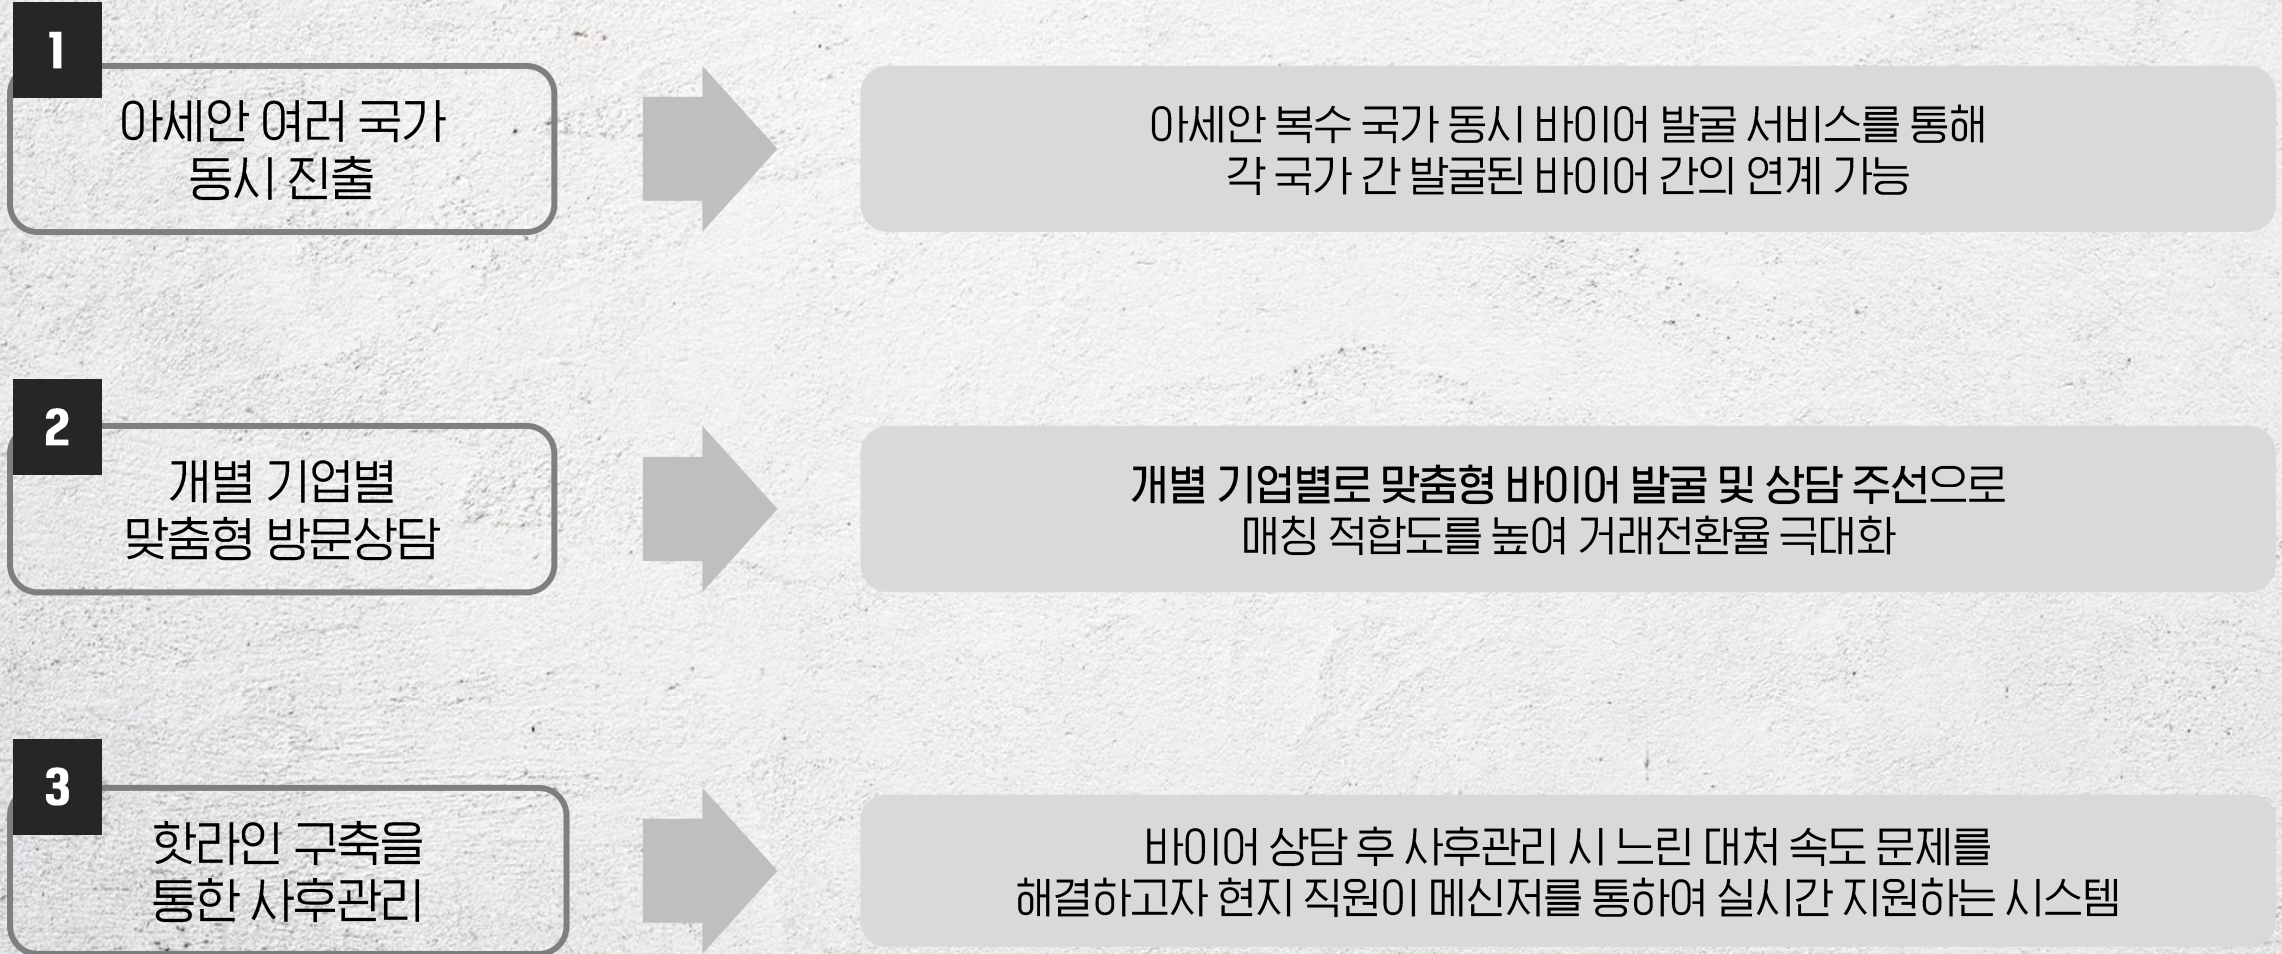 1
아세안 여러 국가
동시 진출
아세안 복수 국가 동시 바이어 발굴 서비스를 통해
각 국가 간 발굴된 바이어 간의 연계 가능
2
개별 기업별
맞춤형 방문상담
개별 기업별로 맞춤형 바이어 발굴 및 상담 주선으로
매칭 적합도를 높여 거래전환율 극대화
3
핫라인 구축을
통한 사후관리
바이어 상담 후 사후관리 시 느린 대처 속도 문제를
해결하고자 현지 직원이 메신저를 통하여 실시간 지원하는 시스템